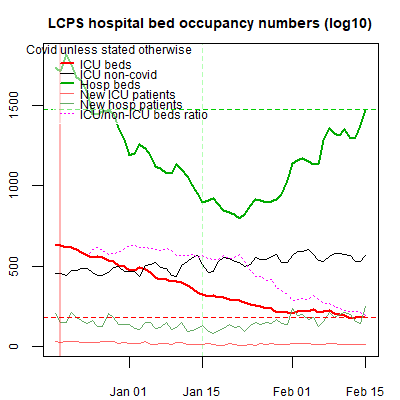 LCPS hospital bed occupancy numbers (log10)
Covid unless stated otherwise
ICU beds
ICU non-covid
Hosp beds
New ICU patients
New hosp patients
ICU/non-ICU beds ratio
1500
1000
500
0
Jan 01 Jan 15 Feb 01 Feb 15